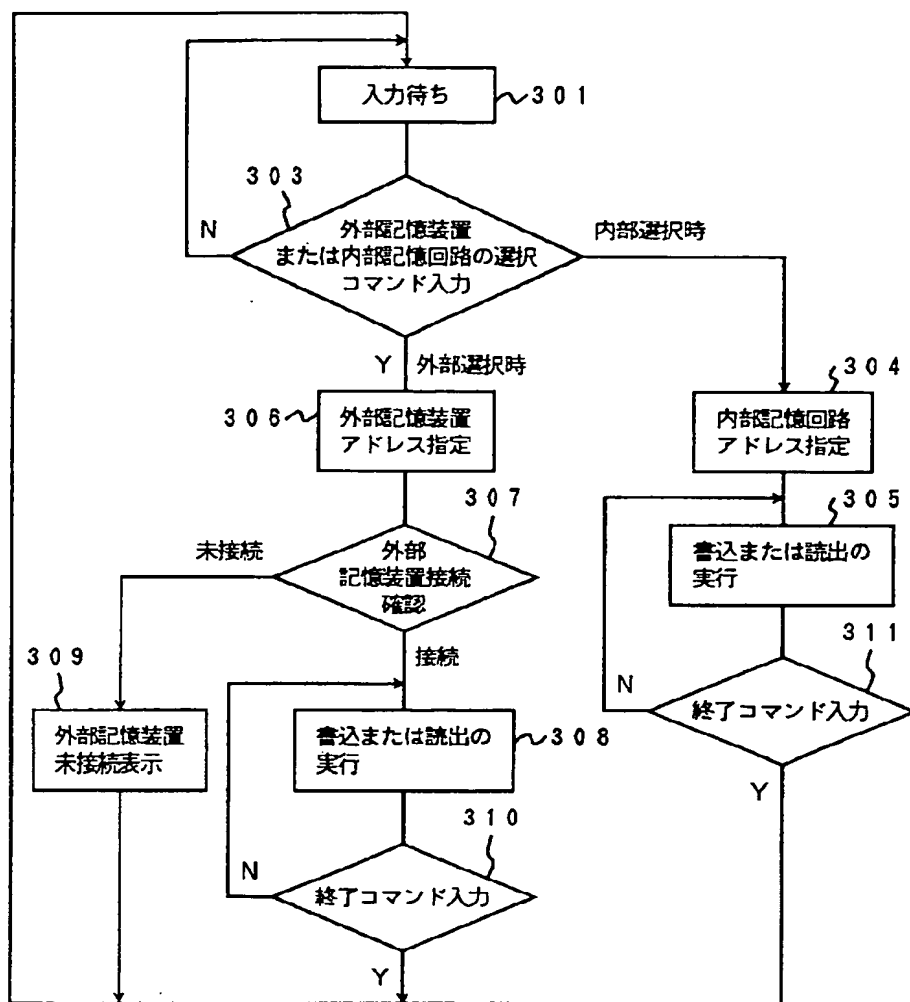 入力待ち
301
303
外部記憶装置
または内部記憶回路の選択
コマンド入力
N
内部選択時
Y
外部選択時
306
外部記憶装置
アドレス指定
304
内部記憶回路
アドレス指定
307
外部
記憶装置接続
確認
未接続
接続
305
書込または読出の
実行
311
終了コマンド入力
N
Y
309
外部記憶装置
未接続表示
書込または読出の
実行
308
310
終了コマンド入力
N
Y